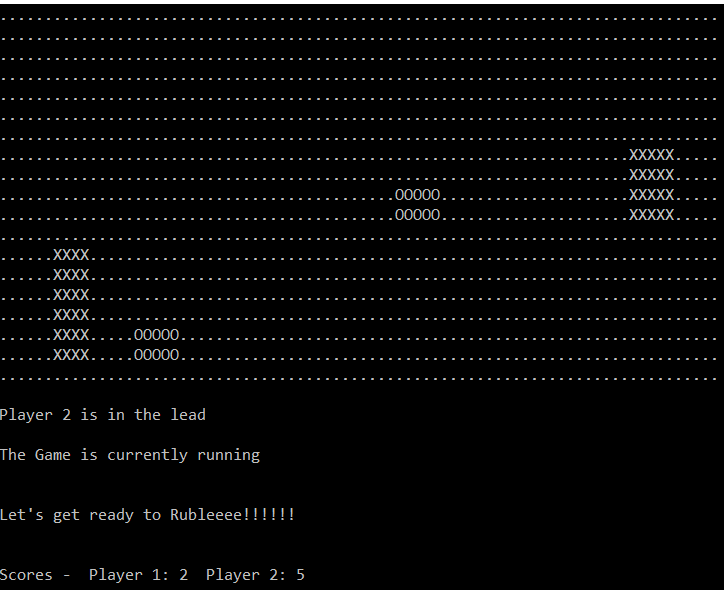 ................................................................................
................................................................................
................................................................................
................................................................................
................................................................................
................................................................................
................................................................................
......................................................................XXXXX.....
......................................................................XXXXX.....
............................................OOOOO.....................XXXXX.....
............................................OOOOO.....................XXXXX.....
................................................................................
......XXXX......................................................................
......XXXX......................................................................
......XXXX......................................................................
......XXXX......................................................................
......XXXX.....OOOOO............................................................
......XXXX.....OOOOO............................................................
................................................................................
Player 2 is in the lead
The Game is currently running
Let's get ready to Rubleeee!!!!!!
Scores -  Player 1: 2  Player 2: 5